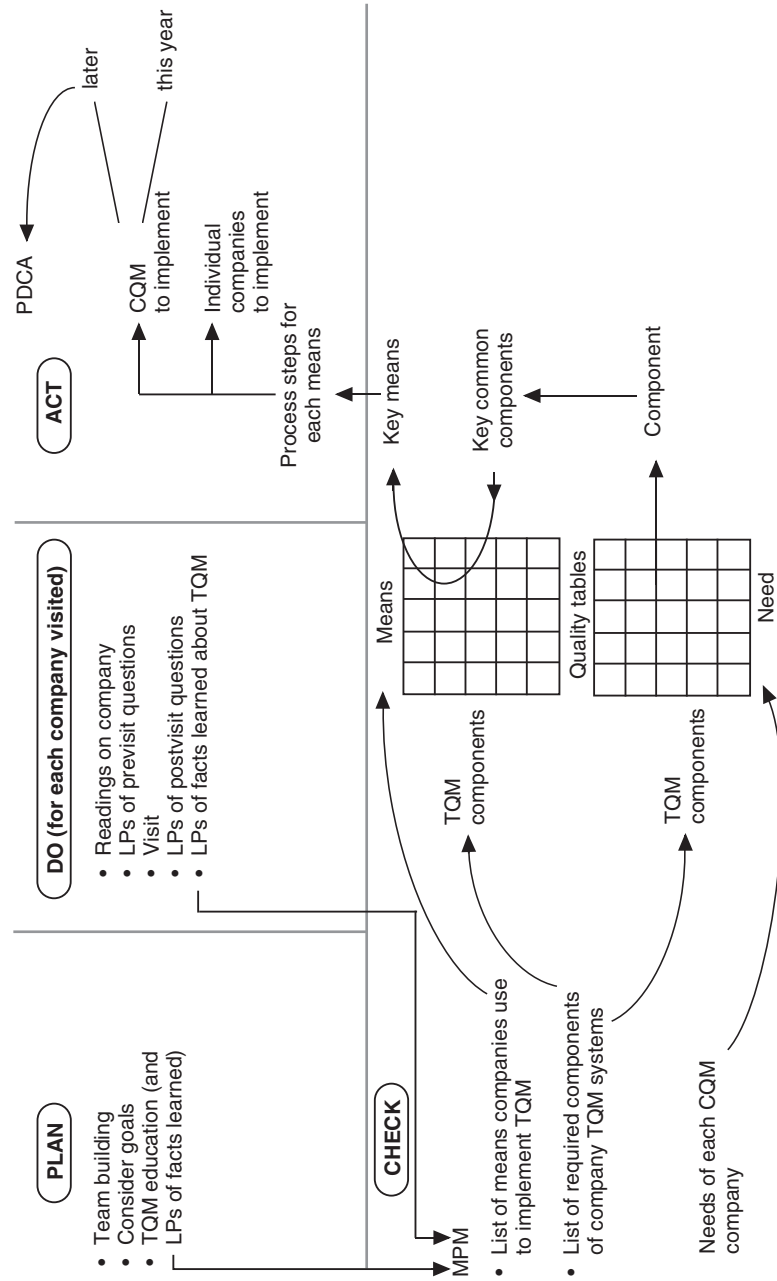 PLAN
• Team building
• Consider goals
• TQM education (and
LPs of facts learned)
DO (for each company visited)
• Readings on company
• LPs of previsit questions
• Visit
• LPs of postvisit questions
• LPs of facts learned about TQM
ACT
PDCA
later
CQM
to implement
this year
Individual
companies
to implement
Process steps for
each means
CHECK
MPM
• List of means companies use
to implement TQM
• List of required components
of company TQM systems
Needs of each CQM
company
Means
TQM
components
Quality tables
TQM
components
Need
Key means
Key common
components
Component